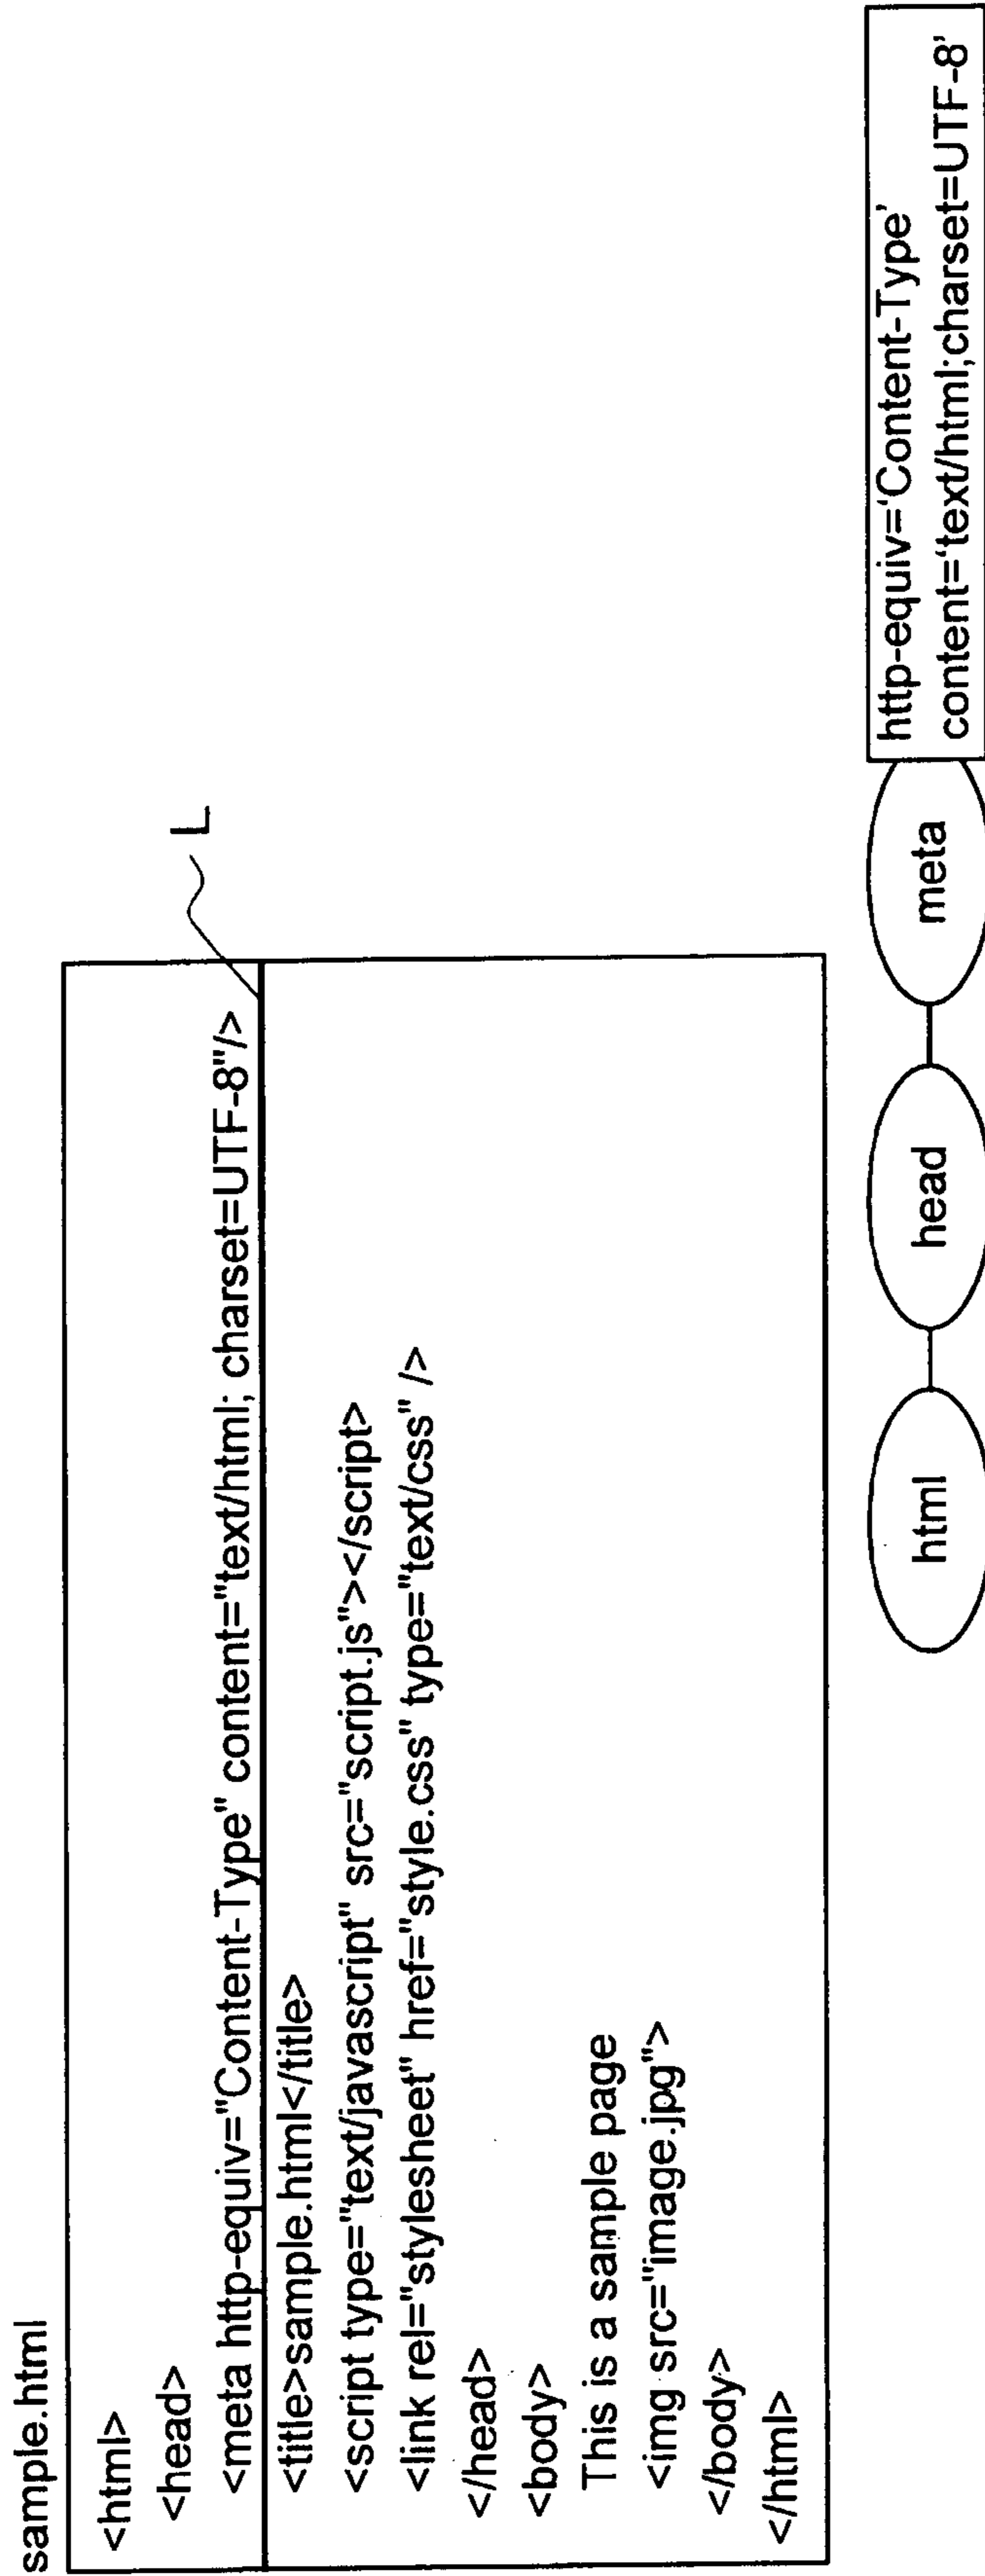 sample.html
<html>
<head>
<meta http-equiv="Content-Type" content="text/html; charset=UTF-8"/>
L
<title>sample.html</title>
<script type="text/javascript" src="script.js"></script>
<link rel="stylesheet" href="style.css" type="text/css" />
</head>
<body>
This is a sample page
<img src="image.jpg">
</body>
</html>
html
head
meta
http-equiv=‘Content-Type’
content=‘text/html;charset=UTF-8’